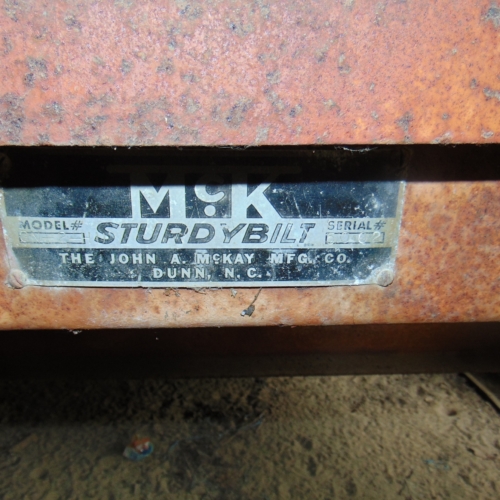 McK
MODEL# STURDYBILT SERIAL#
THE JOHN A. McKAY MFG. CO.
DUNN, N.C.